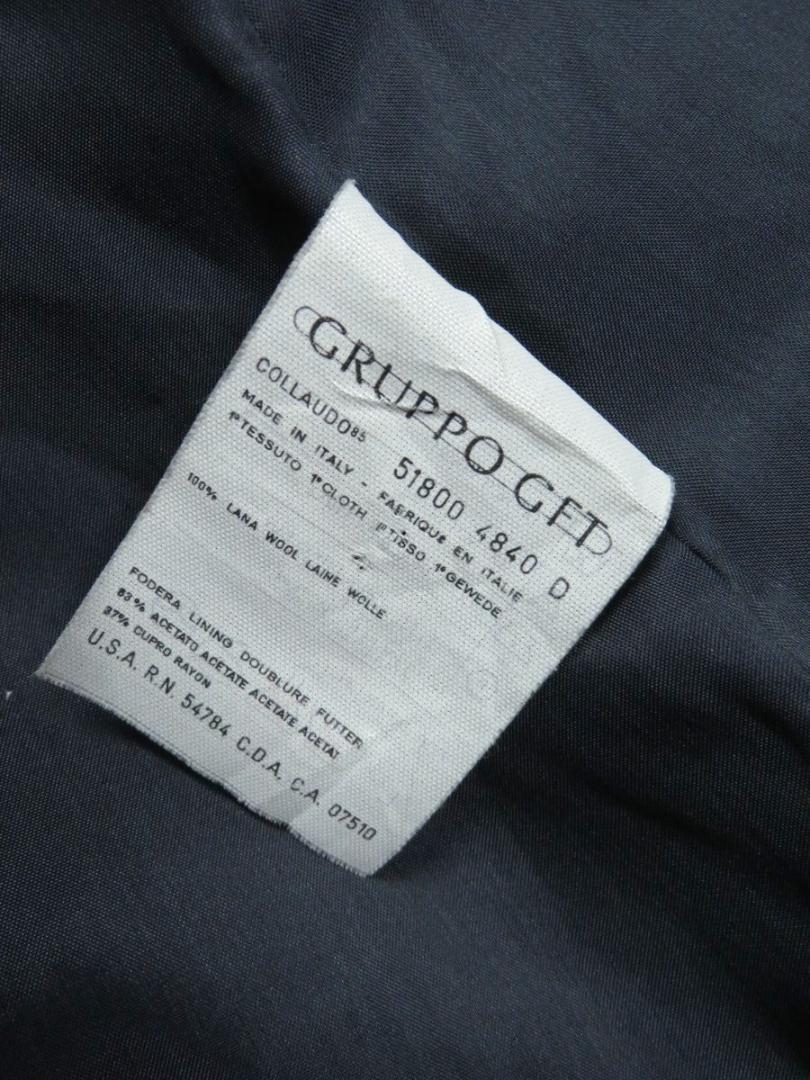 GRUPPO GFT
COLLAUDO85 51800 4840 D
MADE IN ITALY - FABRIQUE EN ITALIE
1°TESSUTO 1°CLOTH 1°TISSO 1°GEWEDE
100% LANA WOOL LAINE WOLLE
FODERA LINING DOUBLURE FUTTER
63% ACETATO ACETATE ACETATE ACETAT
37% CUPRO RAYON
U.S.A. R.N 54784 C.D.A. C.A. 07510